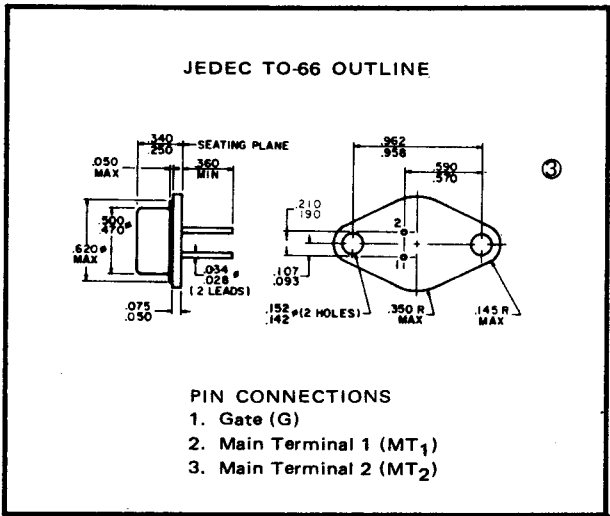 JEDEC TO-66 OUTLINE
.340
.250
SEATING PLANE
.050
MAX
.360
MIN
.500
.470ø
.620ø
MAX
.034 ø
.028
(2 LEADS)
.075
.050
.962
.958
.590
.570
③
.210
.190
2
1
.107
.093
.152
.142 ø (2 HOLES)
.350 R
MAX
.145 R
MAX
PIN CONNECTIONS
1. Gate (G)
2. Main Terminal 1 (MT1)
3. Main Terminal 2 (MT2)